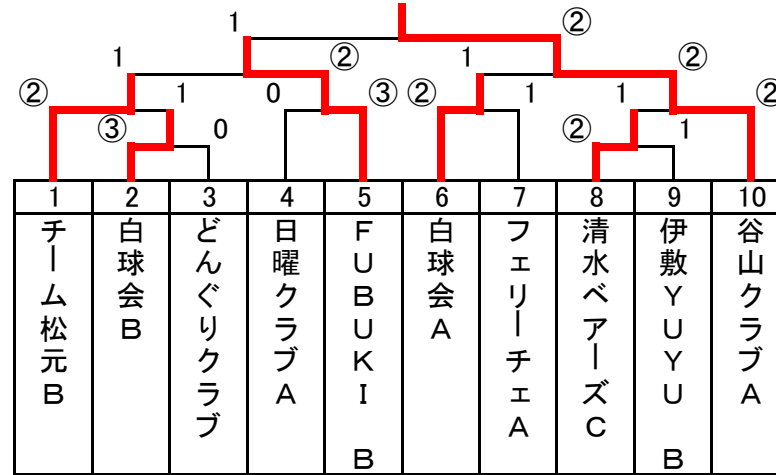 1 ②
1 ② 1 ②
② 1 0 ③ ② 1 1 ②
③ 0 ② 1
1 2 3 4 5 6 7 8 9 10
チーム松元B
白球会B
どんぐりクラブ
日曜クラブA
FUBUKI B
白球会A
フェリーチェA
清水ベアーズC
伊敷YUYU B
谷山クラブA